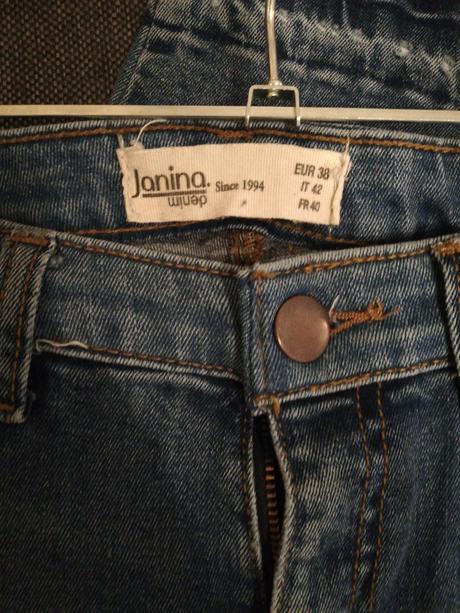 Janina.
denim
Since 1994
EUR 38
IT 42
FR 40